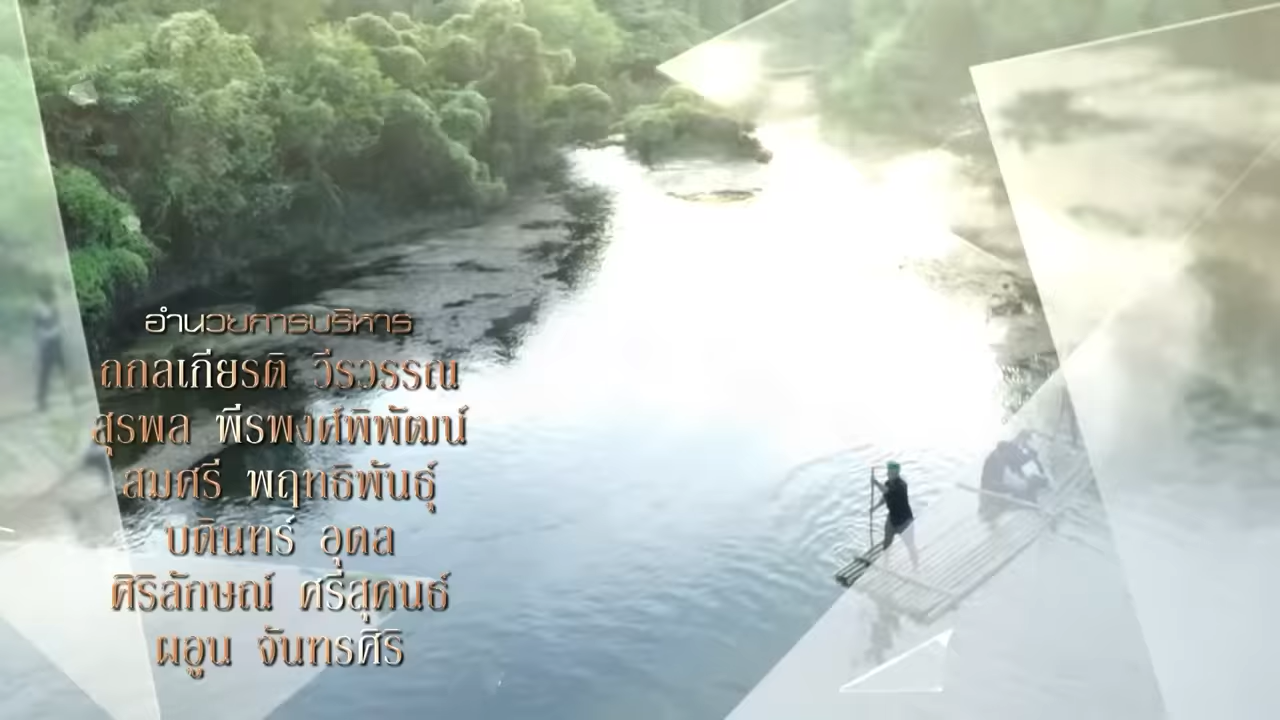 อำนวยการบริหาร
ถกลเกียรติ วีรวรรณ
สุรพล พีรพงศ์พิพัฒน์
สมศรี พฤทธิพันธุ์
บดินทร์ อุดล
ศิริลักษณ์ ศรีสุคนธ์
ผอูน จันทรศิริ